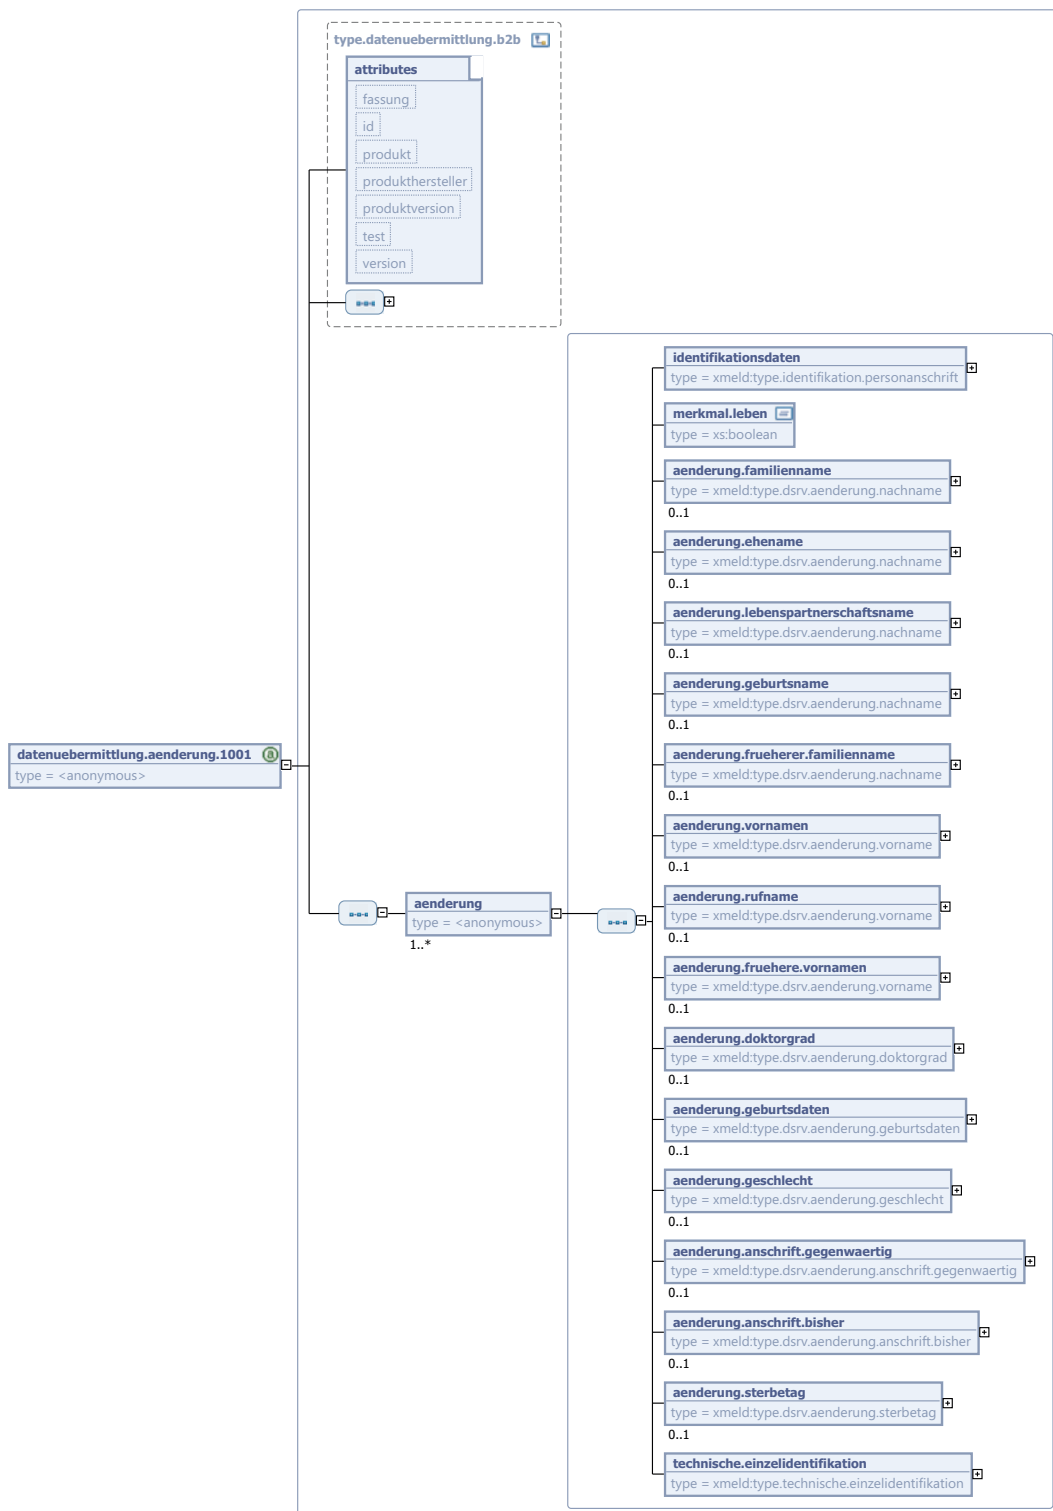 type.datenuebermittlung.b2b
attributes
fassung
id
produkt
produkthersteller
produktversion
test
version
identifikationsdaten
type = xmeld:type.identifikation.personanschrift
merkmal.leben
type = xs:boolean
aenderung.familienname
type = xmeld:type.dsrv.aenderung.nachname
0..1
aenderung.ehename
type = xmeld:type.dsrv.aenderung.nachname
0..1
aenderung.lebenspartnerschaftsname
type = xmeld:type.dsrv.aenderung.nachname
0..1
aenderung.geburtsname
type = xmeld:type.dsrv.aenderung.nachname
0..1
datenuebermittlung.aenderung.1001 a
type = <anonymous>
aenderung.frueherer.familienname
type = xmeld:type.dsrv.aenderung.nachname
0..1
aenderung.vornamen
type = xmeld:type.dsrv.aenderung.vorname
0..1
aenderung
type = <anonymous>
1..*
aenderung.rufname
type = xmeld:type.dsrv.aenderung.vorname
0..1
aenderung.fruehere.vornamen
type = xmeld:type.dsrv.aenderung.vorname
0..1
aenderung.doktorgrad
type = xmeld:type.dsrv.aenderung.doktorgrad
0..1
aenderung.geburtsdaten
type = xmeld:type.dsrv.aenderung.geburtsdaten
0..1
aenderung.geschlecht
type = xmeld:type.dsrv.aenderung.geschlecht
0..1
aenderung.anschrift.gegenwaertig
type = xmeld:type.dsrv.aenderung.anschrift.gegenwaertig
0..1
aenderung.anschrift.bisher
type = xmeld:type.dsrv.aenderung.anschrift.bisher
0..1
aenderung.sterbetag
type = xmeld:type.dsrv.aenderung.sterbetag
0..1
technische.einzelidentifikation
type = xmeld:type.technische.einzelidentifikation